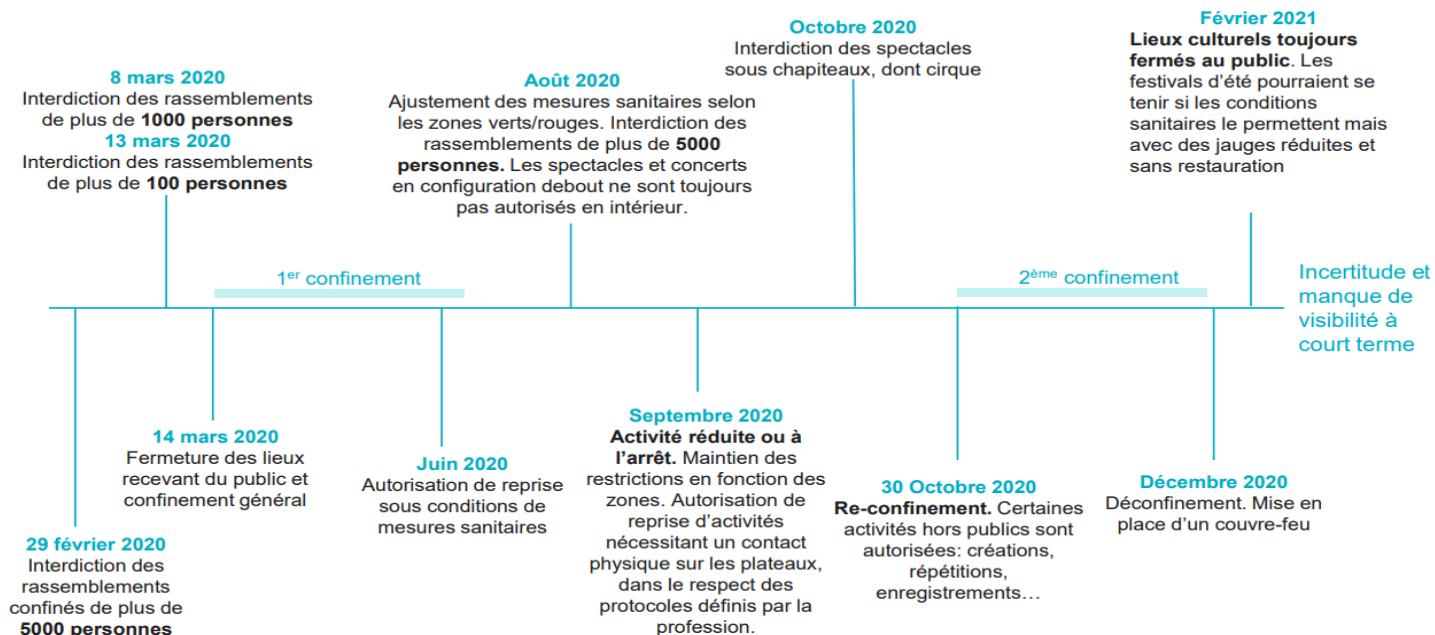 8 mars 2020
Interdiction des rassemblements
de plus de 1000 personnes
13 mars 2020
Interdiction des rassemblements
de plus de 100 personnes
Août 2020
Ajustement des mesures sanitaires selon
les zones verts/rouges. Interdiction des
rassemblements de plus de 5000
personnes. Les spectacles et concerts
en configuration debout ne sont toujours
pas autorisés en intérieur.
Octobre 2020
Interdiction des spectacles
sous chapiteaux, dont cirque
Février 2021
Lieux culturels toujours
fermés au public. Les
festivals d’été pourraient se
tenir si les conditions
sanitaires le permettent mais
avec des jauges réduites et
sans restauration
1er confinement
2ème confinement
Incertitude et
manque de
visibilité à
court terme
29 février 2020
Interdiction des
rassemblements
confinés de plus de
5000 personnes
14 mars 2020
Fermeture des lieux
recevant du public et
confinement général
Juin 2020
Autorisation de reprise
sous conditions de
mesures sanitaires
Septembre 2020
Activité réduite ou à
l’arrêt. Maintien des
restrictions en fonction des
zones. Autorisation de
reprise d’activités
nécessitant un contact
physique sur les plateaux,
dans le respect des
protocoles définis par la
profession.
30 Octobre 2020
Re-confinement. Certaines
activités hors publics sont
autorisées: créations,
répétitions,
enregistrements…
Décembre 2020
Déconfinement. Mise en
place d’un couvre-feu